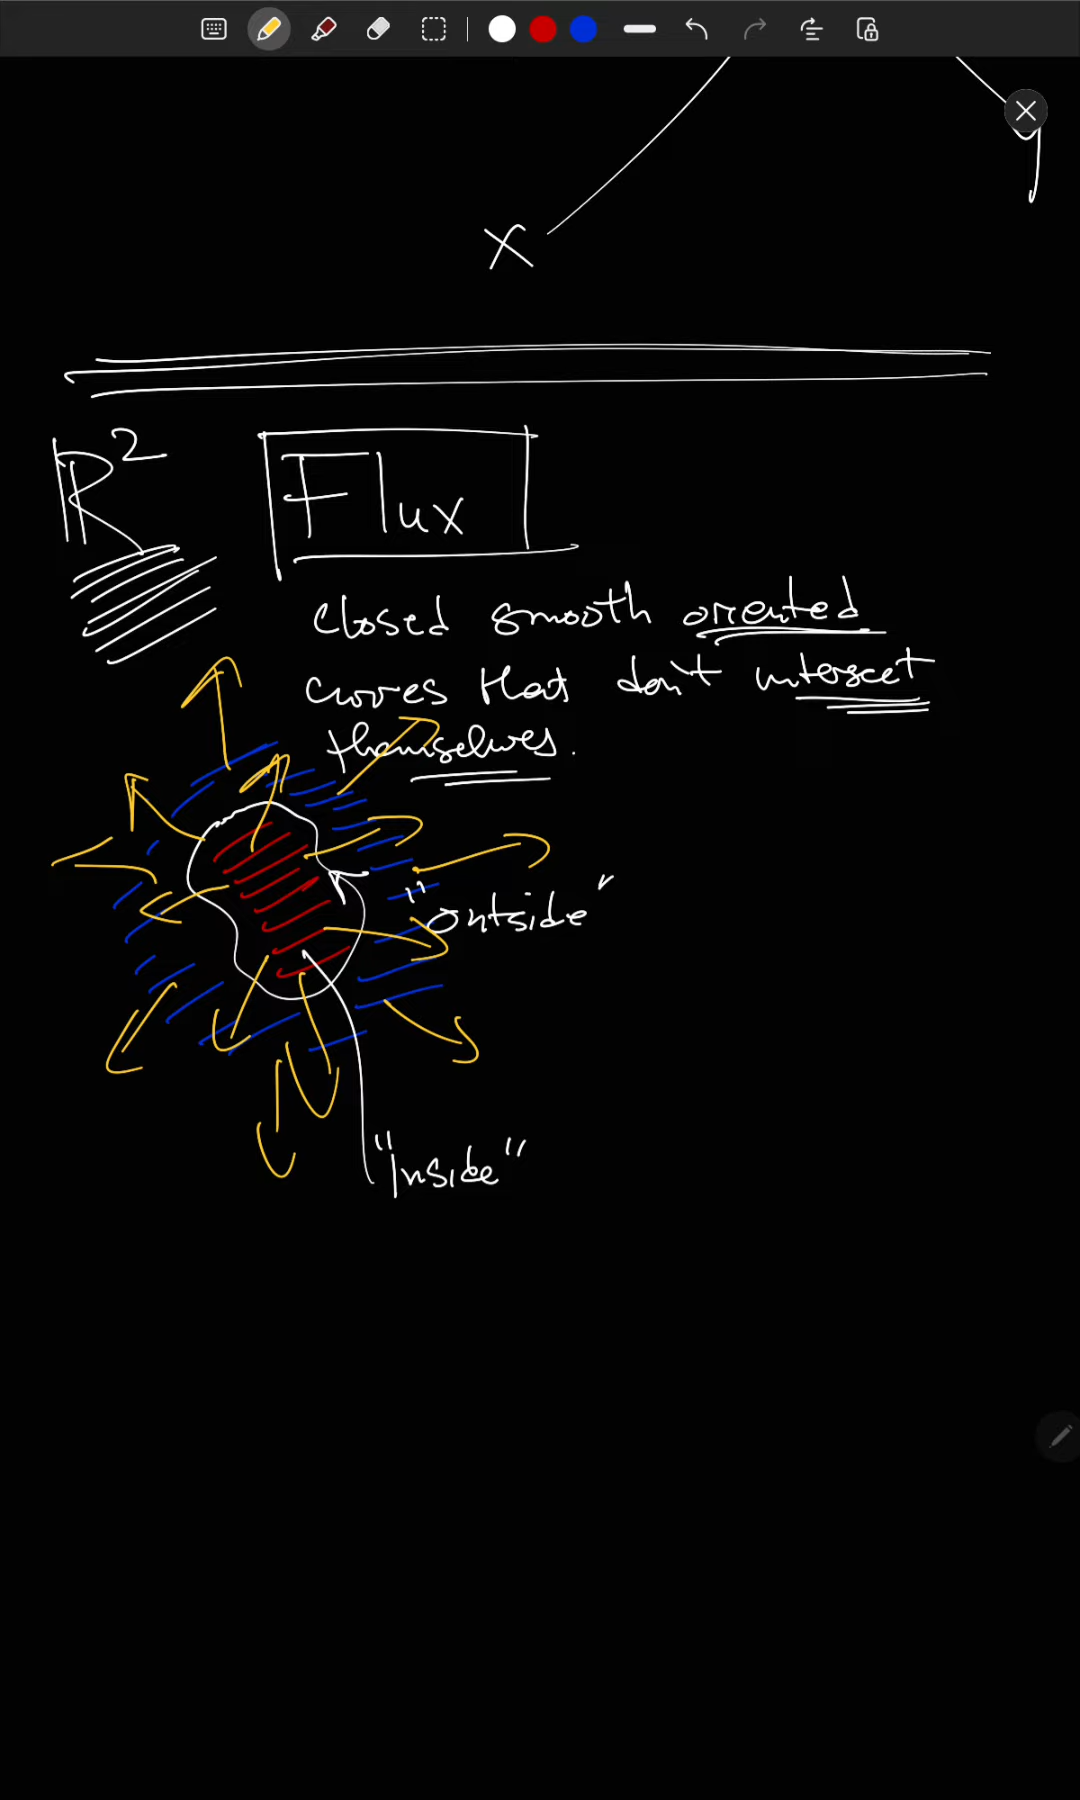 x
y
R²
Flux
closed smooth oriented
curves that don't intersect
themselves.
"outside"
"inside"